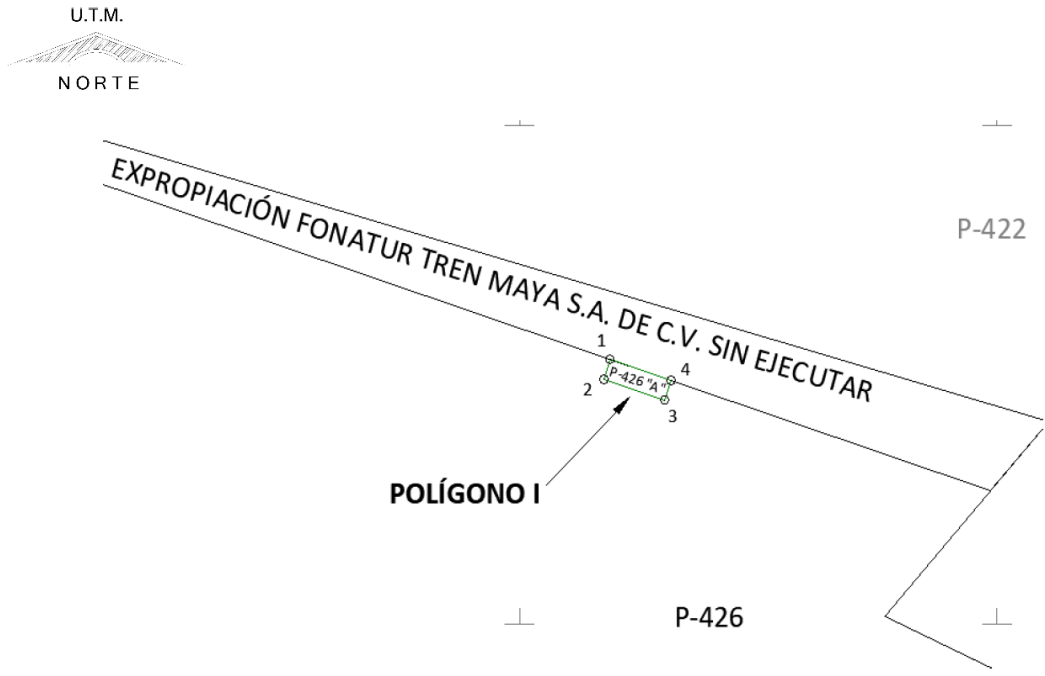 U.T.M.
NORTE
P-422
EXPROPIACIÓN FONATUR TREN MAYA S.A. DE C.V. SIN EJECUTAR
1
4
P-426 "A"
2
3
POLÍGONO I
P-426